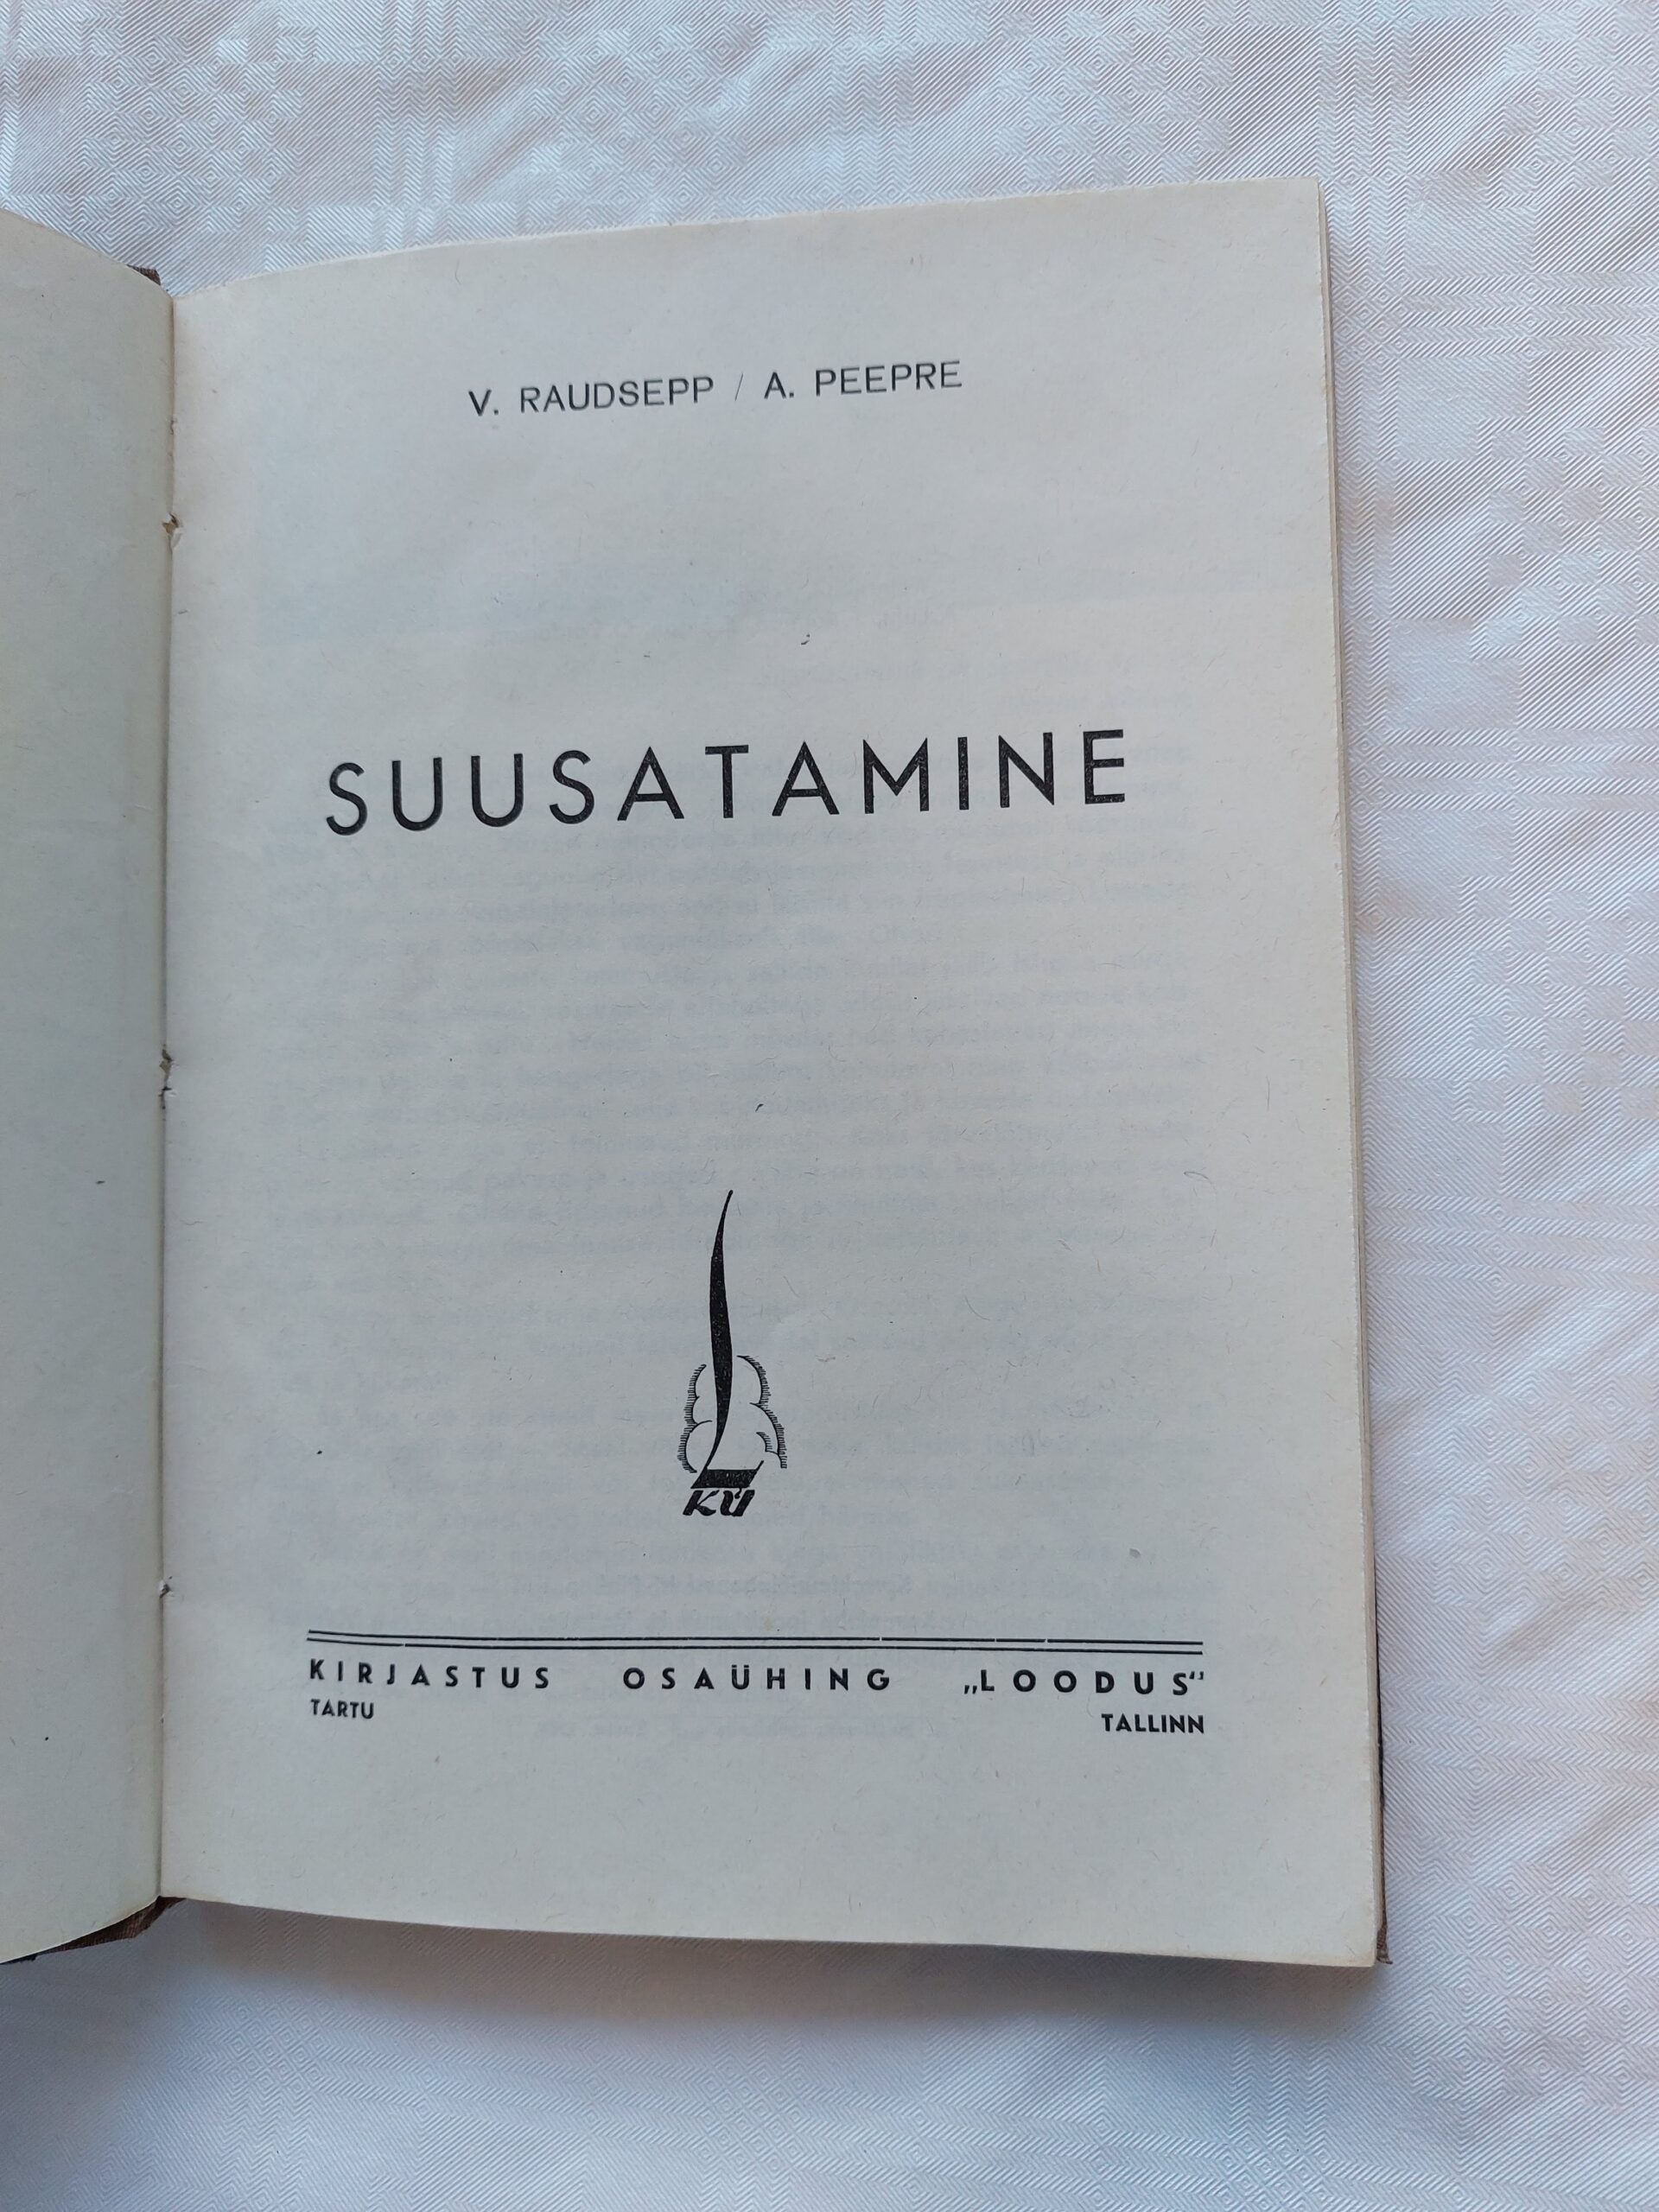 V. RAUDSEPP / A. PEEPRE
SUUSATAMINE
KÜ
KIRJASTUS OSAÜHING „LOODUS“
TARTU TALLINN